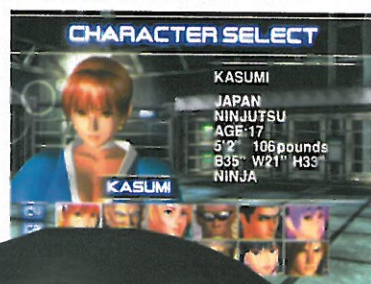 CHARACTER SELECT
KASUMI
JAPAN
NINJUTSU
AGE·17
5'2" 106pounds
B35" W21" H33"
NINJA
KASUMI